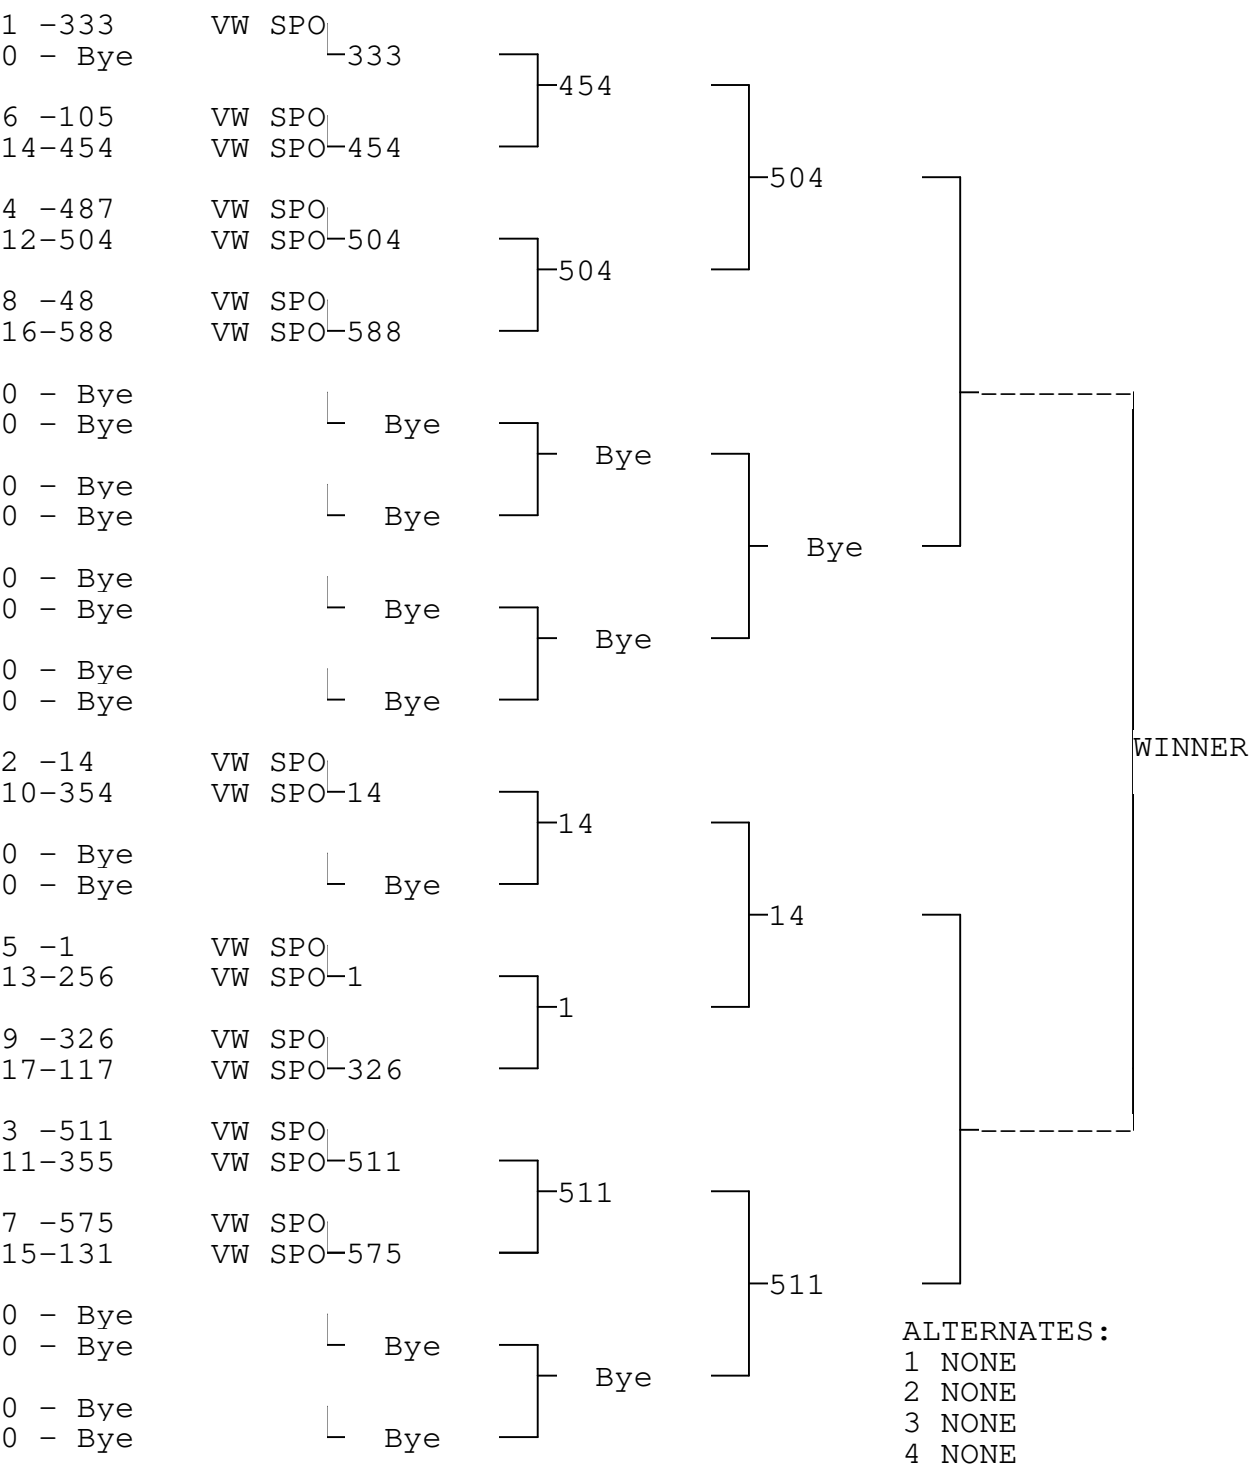 1 -333 VW SPO
0 - Bye 333
454
6 -105 VW SPO
14-454 VW SPO 454
504
4 -487 VW SPO
12-504 VW SPO 504
504
8 -48 VW SPO
16-588 VW SPO 588
0 - Bye
0 - Bye Bye
Bye
0 - Bye
0 - Bye Bye
Bye
0 - Bye
0 - Bye Bye
Bye
0 - Bye
0 - Bye Bye
WINNER
2 -14 VW SPO
10-354 VW SPO 14
14
0 - Bye
0 - Bye Bye
14
5 -1 VW SPO
13-256 VW SPO 1
1
9 -326 VW SPO
17-117 VW SPO 326
3 -511 VW SPO
11-355 VW SPO 511
511
7 -575 VW SPO
15-131 VW SPO 575
511
0 - Bye
ALTERNATES:
0 - Bye Bye
1 NONE
Bye
2 NONE
0 - Bye
3 NONE
0 - Bye Bye
4 NONE